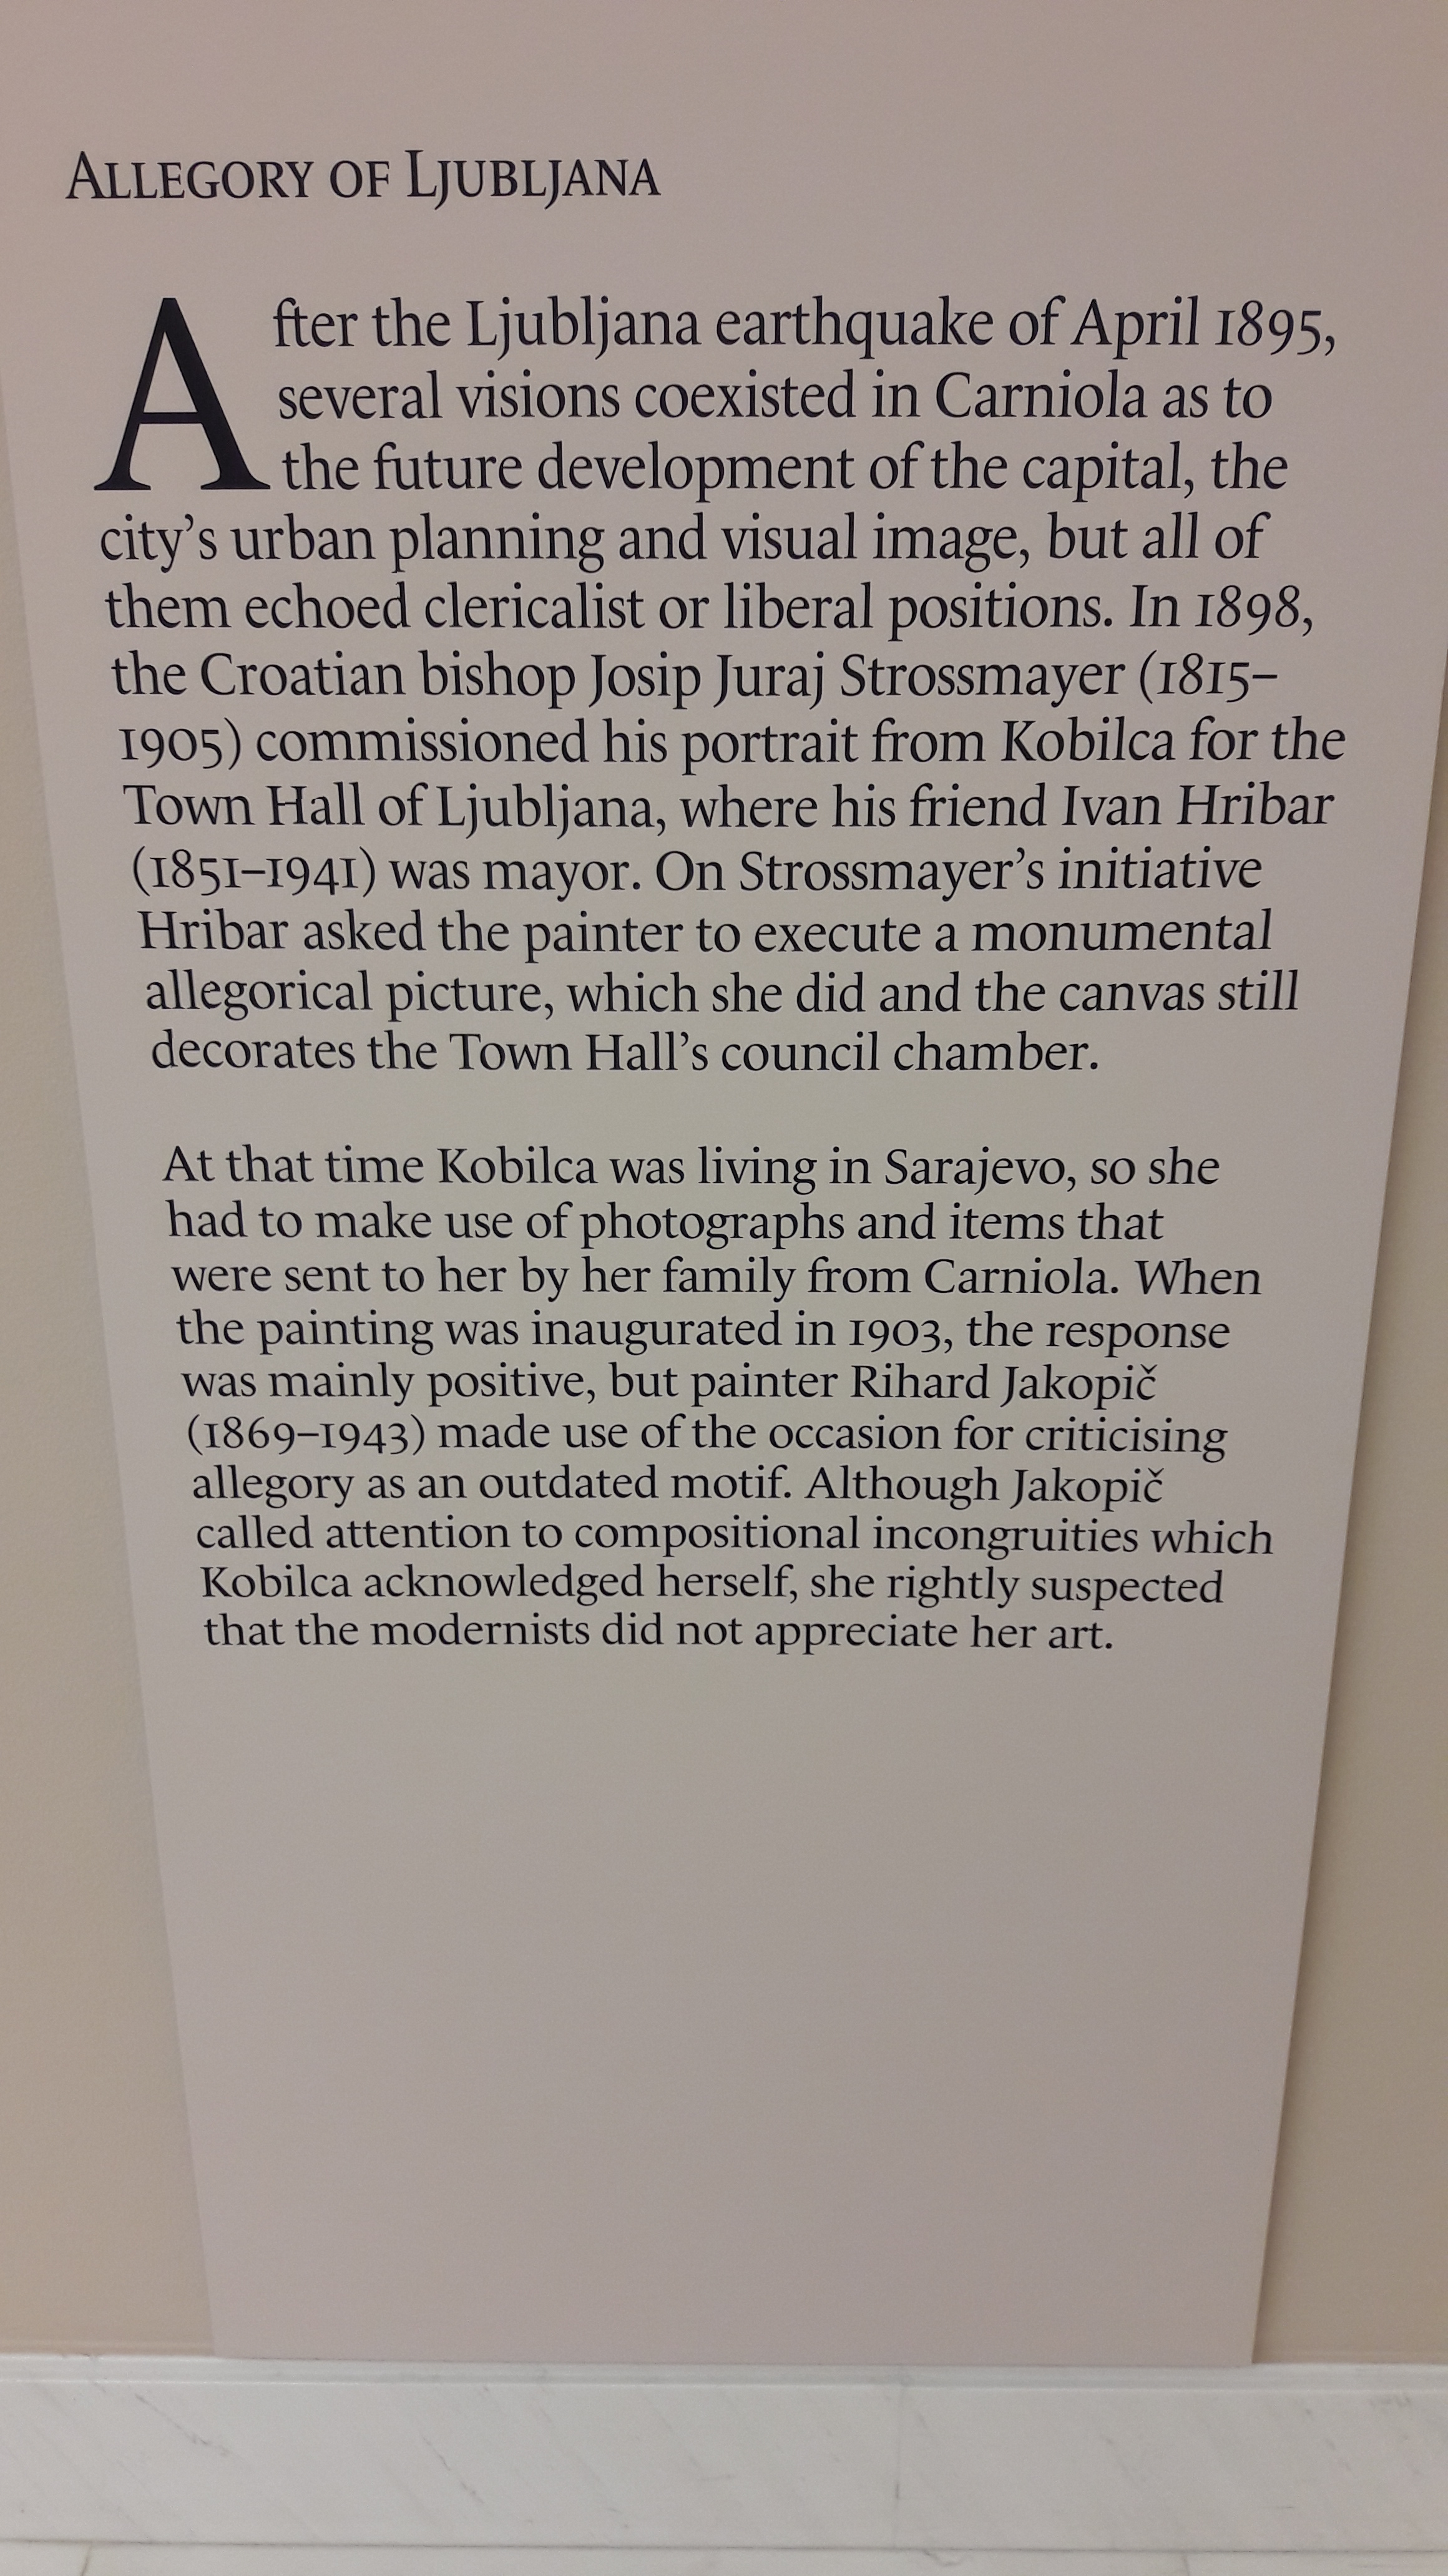 ALLEGORY OF LJUBLJANA
After the Ljubljana earthquake of April 1895,
several visions coexisted in Carniola as to
the future development of the capital, the
city’s urban planning and visual image, but all of
them echoed clericalist or liberal positions. In 1898,
the Croatian bishop Josip Juraj Strossmayer (1815–
1905) commissioned his portrait from Kobilca for the
Town Hall of Ljubljana, where his friend Ivan Hribar
(1851–1941) was mayor. On Strossmayer’s initiative
Hribar asked the painter to execute a monumental
allegorical picture, which she did and the canvas still
decorates the Town Hall’s council chamber.
At that time Kobilca was living in Sarajevo, so she
had to make use of photographs and items that
were sent to her by her family from Carniola. When
the painting was inaugurated in 1903, the response
was mainly positive, but painter Rihard Jakopič
(1869–1943) made use of the occasion for criticising
allegory as an outdated motif. Although Jakopič
called attention to compositional incongruities which
Kobilca acknowledged herself, she rightly suspected
that the modernists did not appreciate her art.